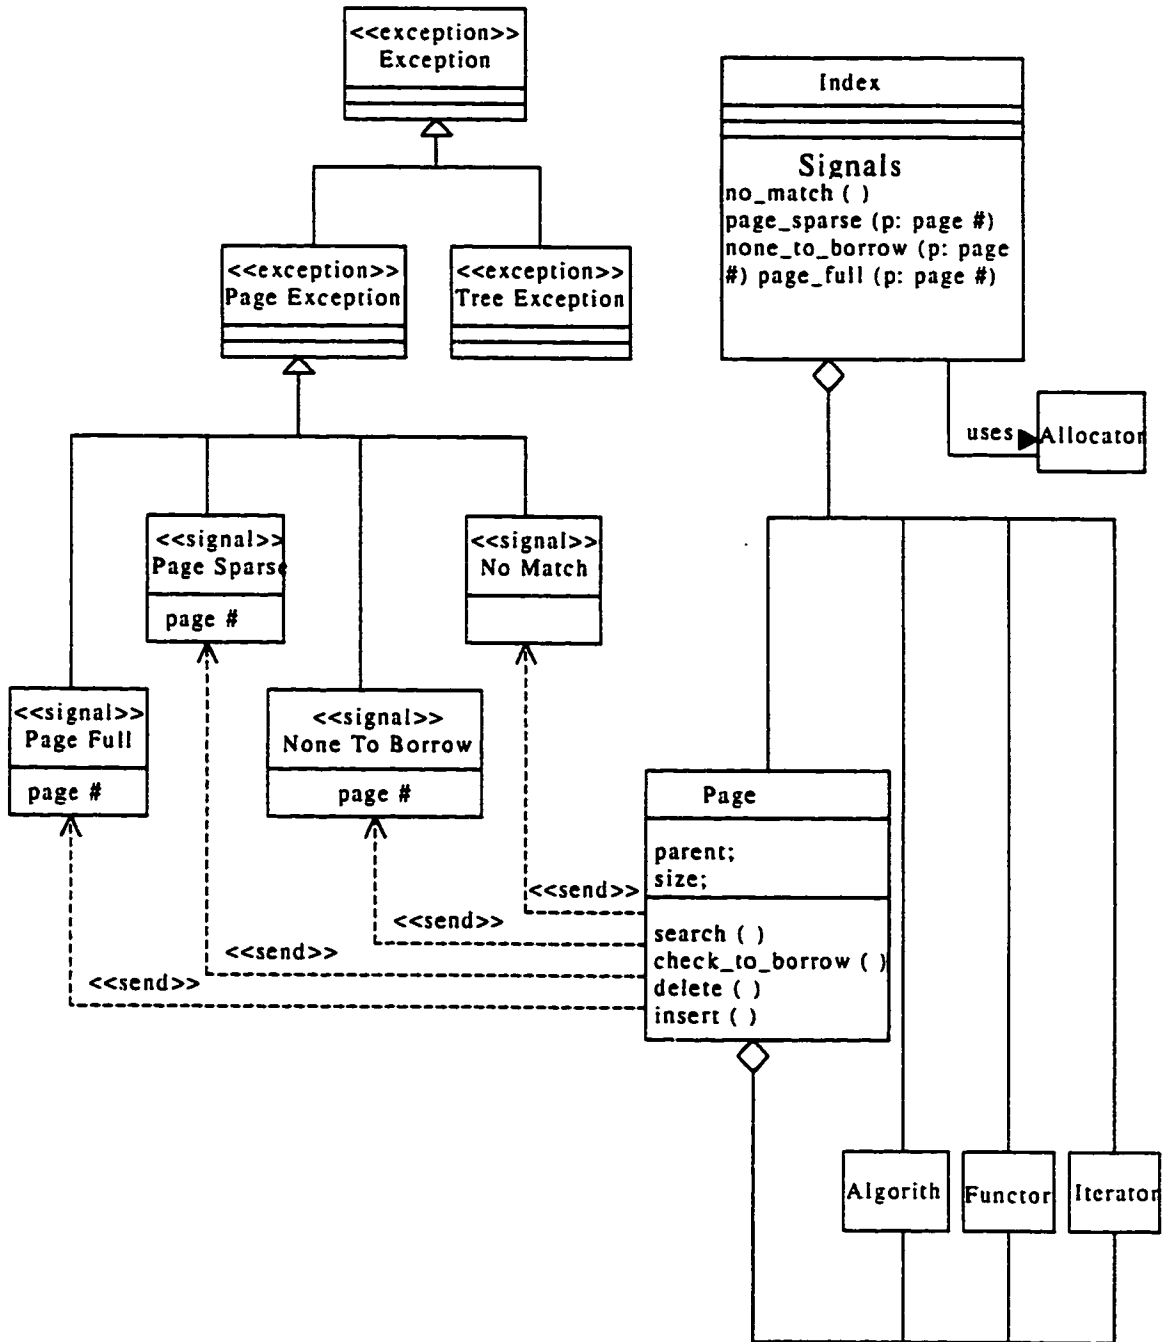 <<exception>>
Exception
Index
Signals
no_match ( )
page_sparse (p: page #)
none_to_borrow (p: page
#) page_full (p: page #)
<<exception>>
Page Exception
<<exception>>
Tree Exception
uses
Allocator
<<signal>>
Page Sparse
page #
<<signal>>
No Match
<<signal>>
Page Full
page #
<<signal>>
None To Borrow
page #
Page
parent;
size;
search ( )
check_to_borrow ( )
delete ( )
insert ( )
<<send>>
<<send>>
<<send>>
<<send>>
Algorith
Functor
Iterator